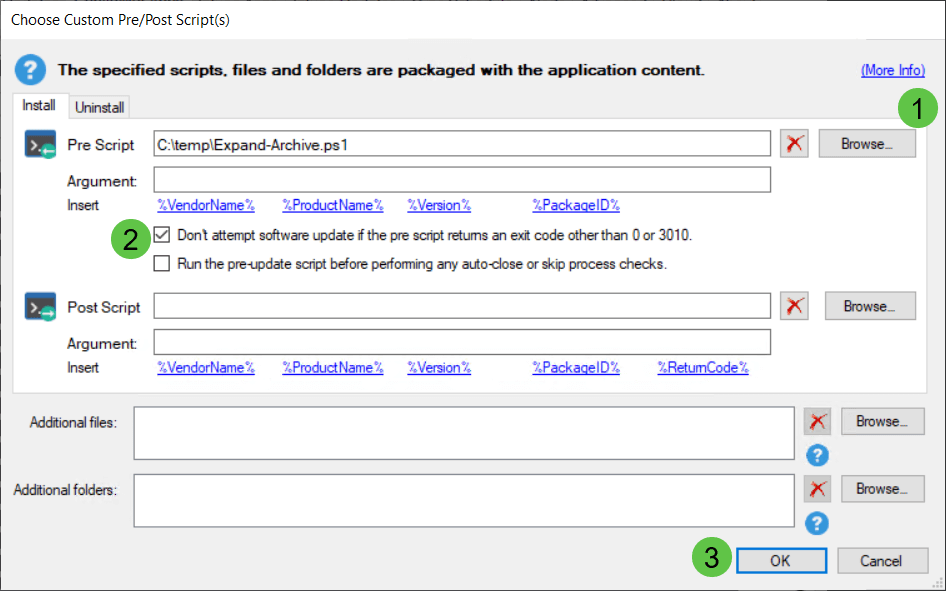 Choose Custom Pre/Post Script(s)
?
The specified scripts, files and folders are packaged with the application content.
(More Info)
Install
Uninstall
1
Pre Script
C:\temp\Expand-Archive.ps1
Browse...
Argument:
Insert
%VendorName%
%ProductName%
%Version%
%PackageID%
2
Don't attempt software update if the pre script returns an exit code other than 0 or 3010.
Run the pre-update script before performing any auto-close or skip process checks.
Post Script
Browse...
Argument:
Insert
%VendorName%
%ProductName%
%Version%
%PackageID%
%ReturnCode%
Additional files:
Browse...
?
Additional folders:
Browse...
?
3
OK
Cancel